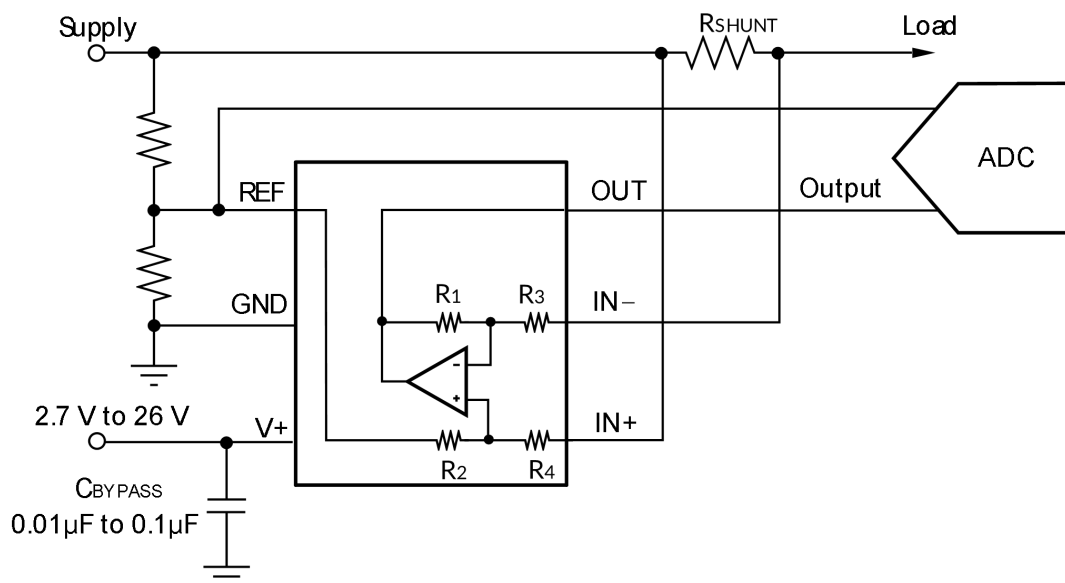 Supply
RSHUNT
Load
ADC
REF
OUT
Output
GND
R1
R3
IN–
2.7 V to 26 V
V+
IN+
R2
R4
CBYPASS
0.01µF to 0.1µF
-
+